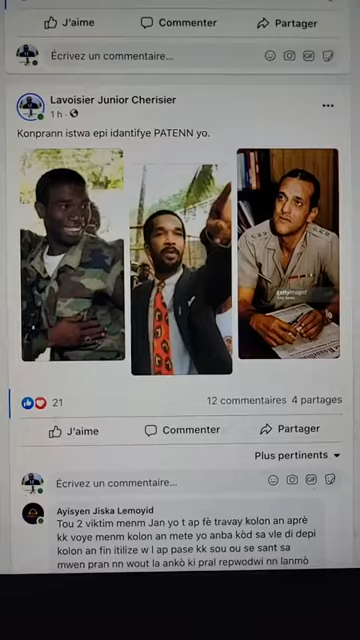 J'aime Commenter Partager
Écrivez un commentaire...
Lavoisier Junior Cherisier
1 h ·
Konprann istwa epi idantifye PATENN yo.
gettyimages
21 12 commentaires 4 partages
J'aime Commenter Partager
Plus pertinents
Écrivez un commentaire...
Ayisyen Jiska Lemoyid
Tou 2 viktim menm Jan yo t ap fè travay kolon an aprè
kk voye menm kolon an mete yo anba kòd sa vle di depi
kolon an fin itilize w l ap pase kk sou ou se sant sa
mwen pran nn wout la ankò ki pral repwodwi nn lanmò